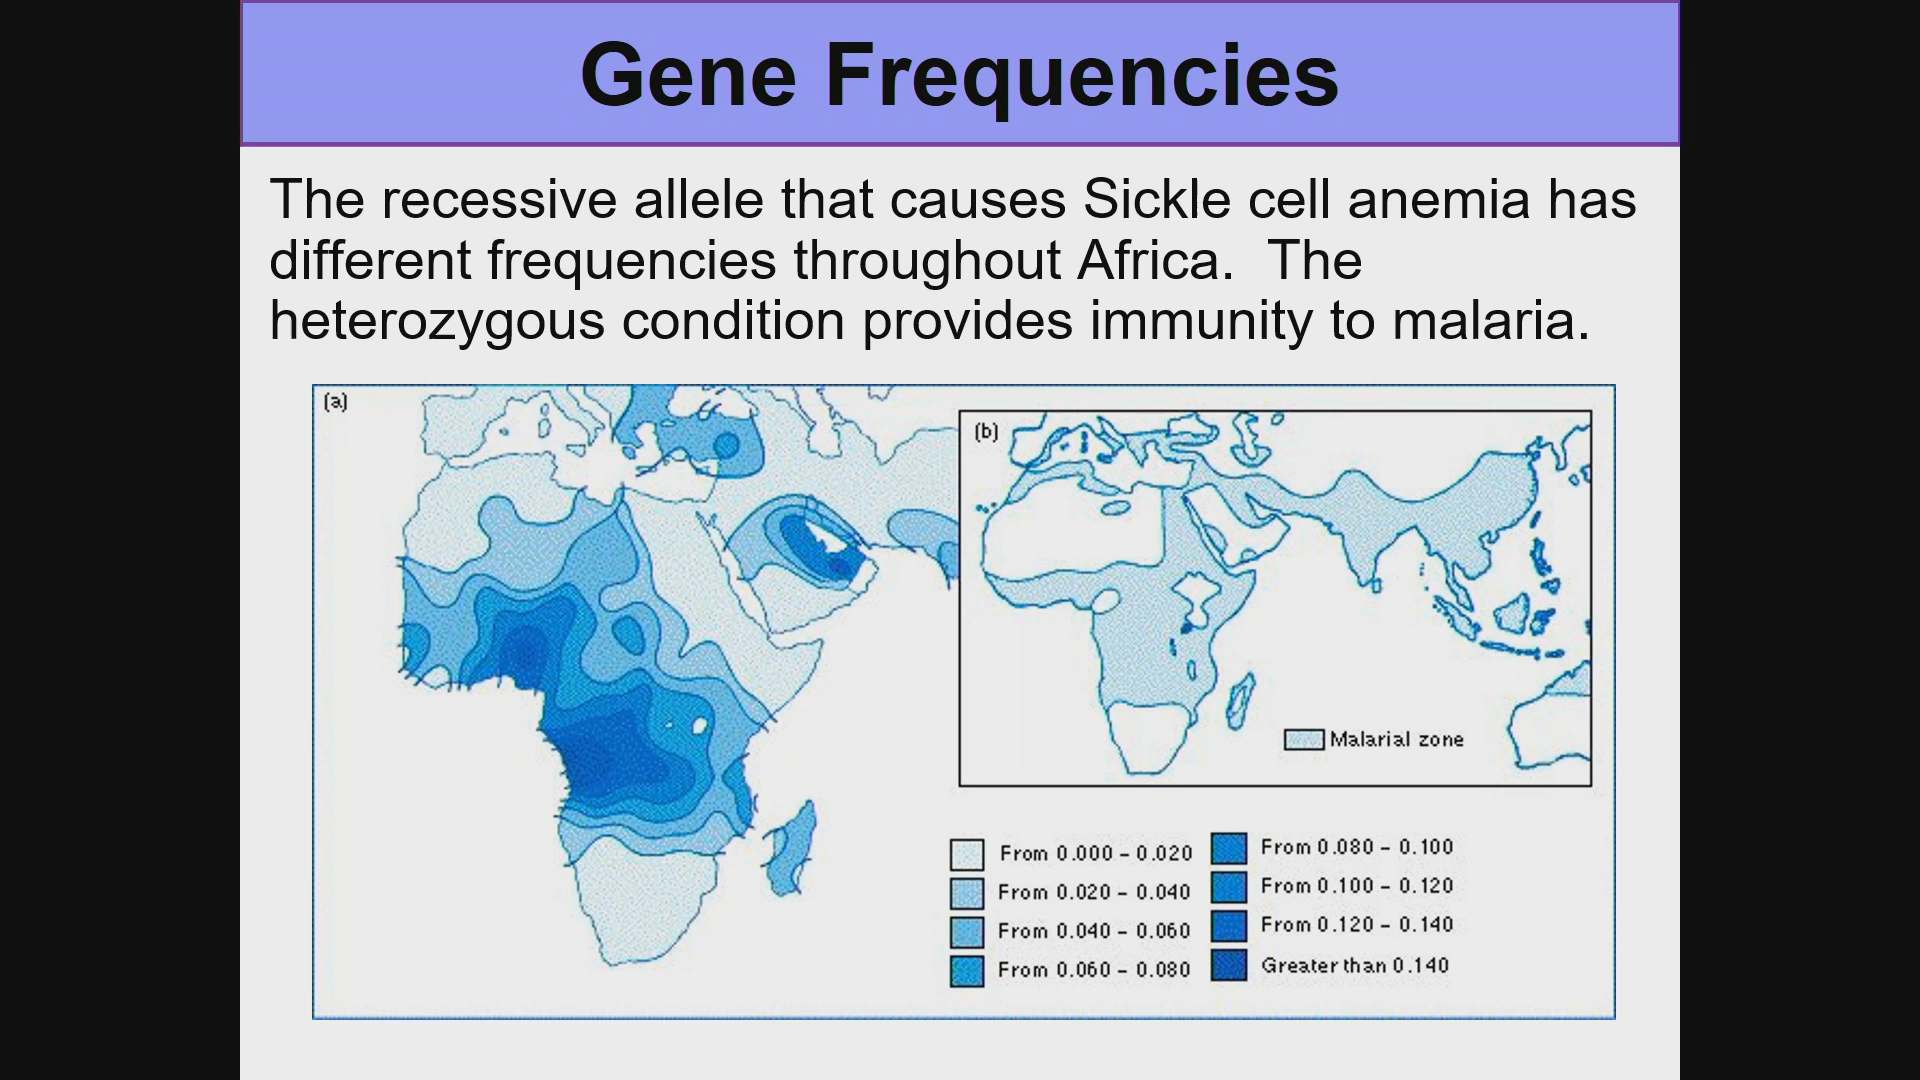 Gene Frequencies
The recessive allele that causes Sickle cell anemia has
different frequencies throughout Africa.  The
heterozygous condition provides immunity to malaria.
(a)
(b)
Malarial zone
From 0.000 – 0.020
From 0.020 – 0.040
From 0.040 – 0.060
From 0.060 – 0.080
From 0.080 – 0.100
From 0.100 – 0.120
From 0.120 – 0.140
Greater than 0.140